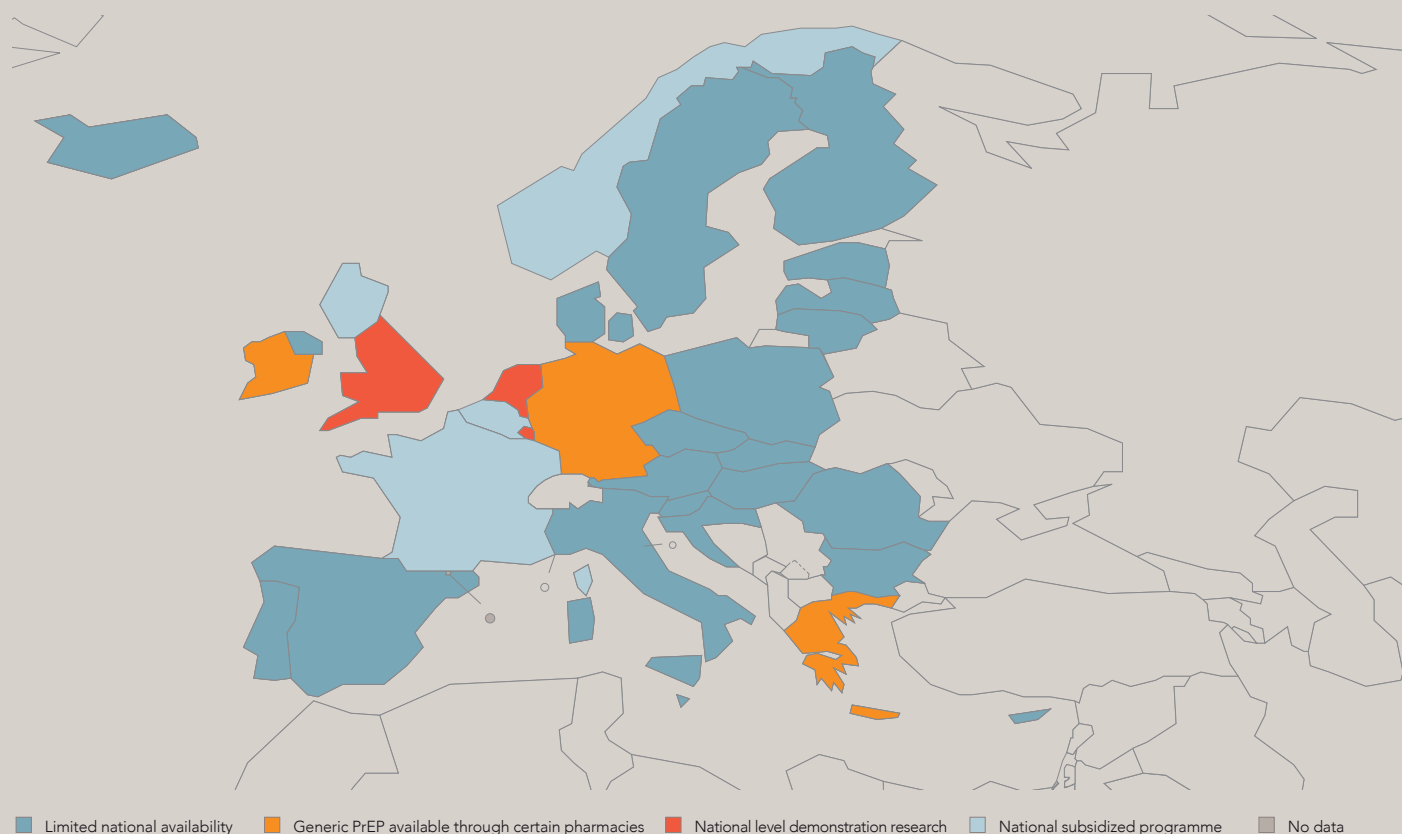 Limited national availability
Generic PrEP available through certain pharmacies
National level demonstration research
National subsidized programme
No data